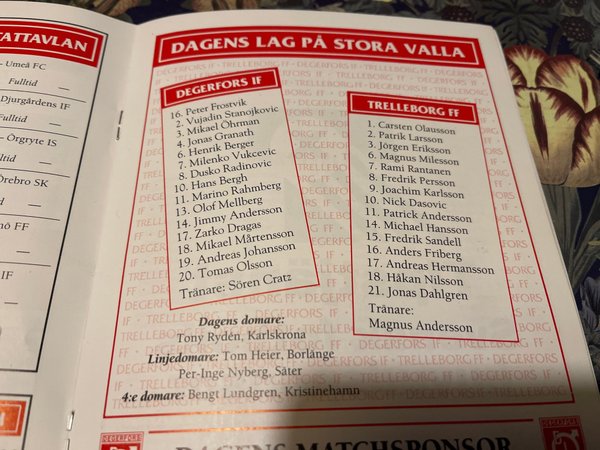 TATTAVLAN
- Umeå FC
Fulltid —
Djurgårdens IF
Fulltid —
- Örgryte IS
Fulltid —
Örebro SK
—
FF
—
IF
—
DAGENS LAG PÅ STORA VALLA
DEGERFORS IF
16. Peter Frostvik
2. Vujadin Stanojkovic
3. Mikael Öhrman
4. Jonas Granath
6. Henrik Berger
7. Milenko Vukcevic
8. Dusko Radinovic
10. Hans Bergh
11. Marino Rahmberg
13. Olof Mellberg
14. Jimmy Andersson
17. Zarko Dragas
18. Mikael Mårtensson
19. Andreas Johansson
20. Tomas Olsson
Tränare: Sören Cratz
TRELLEBORG FF
1. Carsten Olausson
2. Patrik Larsson
3. Jörgen Eriksson
6. Magnus Milesson
7. Rami Rantanen
8. Fredrik Persson
9. Joachim Karlsson
10. Nick Dasovic
11. Patrick Andersson
14. Michael Hansson
15. Fredrik Sandell
16. Anders Friberg
17. Andreas Hermansson
18. Håkan Nilsson
21. Jonas Dahlgren
Tränare:
Magnus Andersson
Dagens domare:
Tony Rydén, Karlskrona
Linjedomare: Tom Heier, Borlänge
Per-Inge Nyberg, Säter
4:e domare: Bengt Lundgren, Kristinehamn
DEGERFORS
DAGENS MATCHSPONSOR